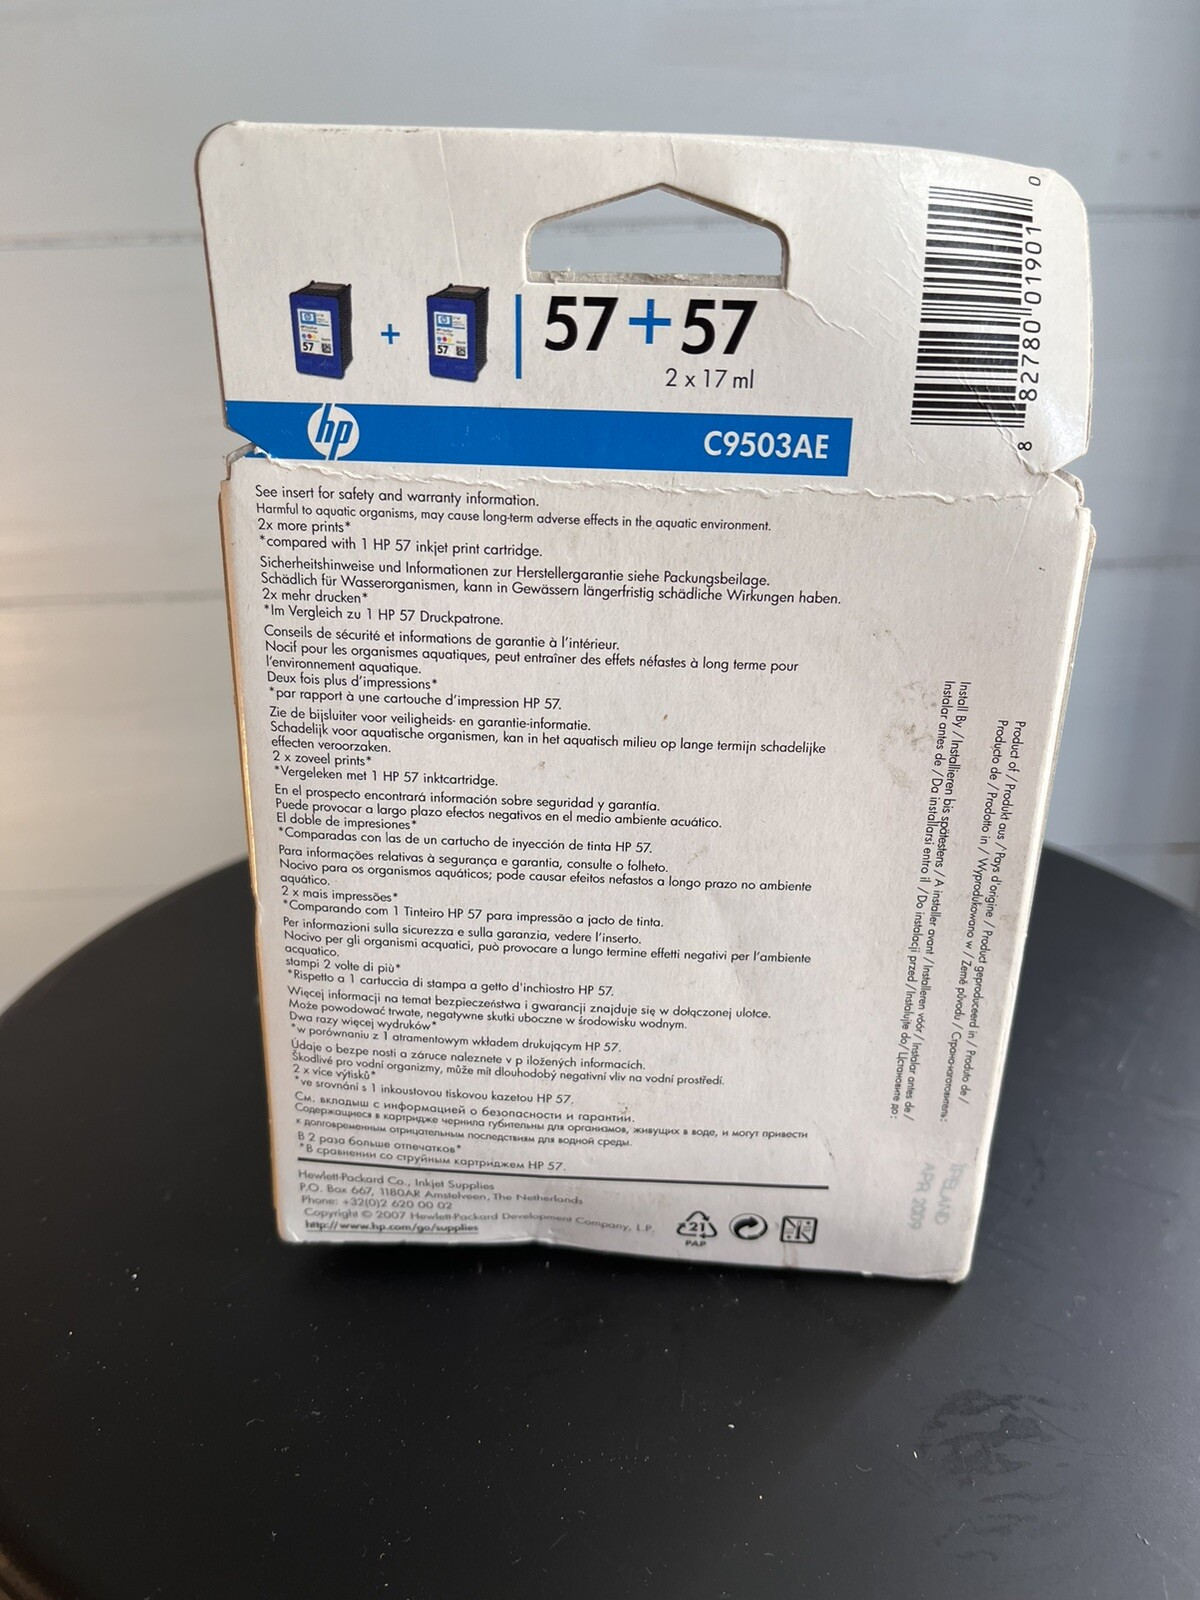 57
57
57+57
2 x 17 ml
hp
C9503AE
8 82780 01901 0
See insert for safety and warranty information.
Harmful to aquatic organisms, may cause long-term adverse effects in the aquatic environment.
2x more prints*
*compared with 1 HP 57 inkjet print cartridge.
Sicherheitshinweise und Informationen zur Herstellergarantie siehe Packungsbeilage.
Schädlich für Wasserorganismen, kann in Gewässern längerfristig schädliche Wirkungen haben.
2x mehr drucken*
*Im Vergleich zu 1 HP 57 Druckpatrone.
Conseils de sécurité et informations de garantie à l'intérieur.
Nocif pour les organismes aquatiques, peut entraîner des effets néfastes à long terme pour
l'environnement aquatique.
Deux fois plus d'impressions*
*par rapport à une cartouche d'impression HP 57.
Zie de bijsluiter voor veiligheids- en garantie-informatie.
Schadelijk voor aquatische organismen, kan in het aquatisch milieu op lange termijn schadelijke
effecten veroorzaken.
2 x zoveel prints*
*Vergeleken met 1 HP 57 inktcartridge.
En el prospecto encontrará información sobre seguridad y garantía.
Puede provocar a largo plazo efectos negativos en el medio ambiente acuático.
El doble de impresiones*
*Comparadas con las de un cartucho de inyección de tinta HP 57.
Para informações relativas à segurança e garantia, consulte o folheto.
Nocivo para os organismos aquáticos; pode causar efeitos nefastos a longo prazo no ambiente
aquático.
2 x mais impressões*
*Comparando com 1 Tinteiro HP 57 para impressão a jacto de tinta.
Per informazioni sulla sicurezza e sulla garanzia, vedere l'inserto.
Nocivo per gli organismi acquatici, può provocare a lungo termine effetti negativi per l'ambiente
acquatico.
stampi 2 volte di più*
*Rispetto a 1 cartuccia di stampa a getto d'inchiostro HP 57.
Więcej informacji na temat bezpieczeństwa i gwarancji znajduje się w dołączonej ulotce.
Może powodować trwałe, negatywne skutki uboczne w środowisku wodnym.
Dwa razy więcej wydruków*
*w porównaniu z 1 atramentowym wkładem drukującym HP 57.
Údaje o bezpe nosti a záruce naleznete v p iložených informacích.
Škodlivé pro vodní organizmy, může mít dlouhodobý negativní vliv na vodní prostředí.
2 x více výtisků*
*ve srovnání s 1 inkoustovou tiskovou kazetou HP 57.
См. вкладыш с информацией о безопасности и гарантии.
Содержащиеся в картридже чернила губительны для организмов, живущих в воде, и могут привести
к долговременным отрицательным последствиям для водной среды.
В 2 раза больше отпечатков*
*В сравнении со струйным картриджем HP 57.
Hewlett-Packard Co., Inkjet Supplies
P.O. Box 667, 1180AR Amstelveen, The Netherlands
Phone: +32(0)2 620 00 02
Copyright © 2007 Hewlett-Packard Development Company, L.P.
http://www.hp.com/go/supplies
21
PAP
Product of / Produkt aus / Pays d'origine / Product geproduceerd in / Produto de /
Producto de / Prodotto in / Wyprodukowano w / Země původu / Страна-изготовитель:
IRELAND
Install By / Installieren bis spätestens / A installer avant / Installeren vóór / Instalar antes de /
Instalar antes de / Da installarsi entro il / Do instalacji przed / Instalujte do / Установите до :
APR 2009